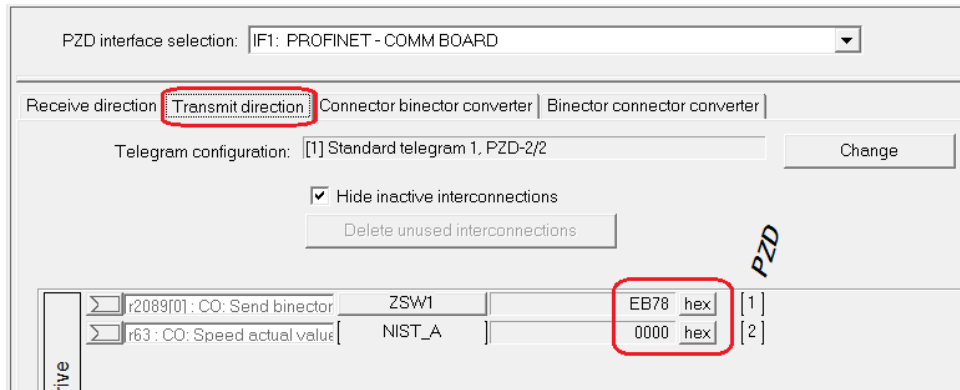 PZD interface selection: IF1: PROFINET - COMM BOARD
Receive direction Transmit direction Connector binector converter Binector connector converter
Telegram configuration: [1] Standard telegram 1, PZD-2/2 Change
Hide inactive interconnections
Delete unused interconnections
PZD
r2089[0] : CO: Send binector ZSW1 EB78 hex [1]
r63 : CO: Speed actual value [ NIST_A ] 0000 hex [2]